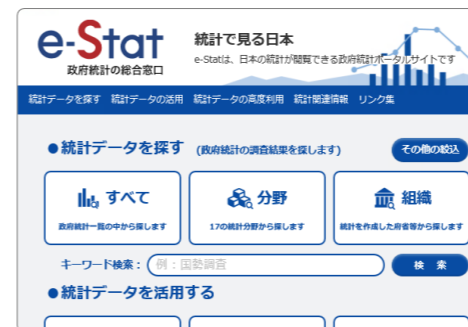 e-Stat
政府統計の総合窓口
統計で見る日本
e-Statは、日本の統計が閲覧できる政府統計ポータルサイトです
統計データを探す 統計データの活用 統計データの高度利用 統計関連情報 リンク集
●統計データを探す (政府統計の調査結果を探します) その他の絞込
すべて 分野 組織
政府統計一覧の中から探します 17の統計分野から探します 統計を作成した府省等から探します
キーワード検索： 例：国勢調査 検 索
●統計データを活用する